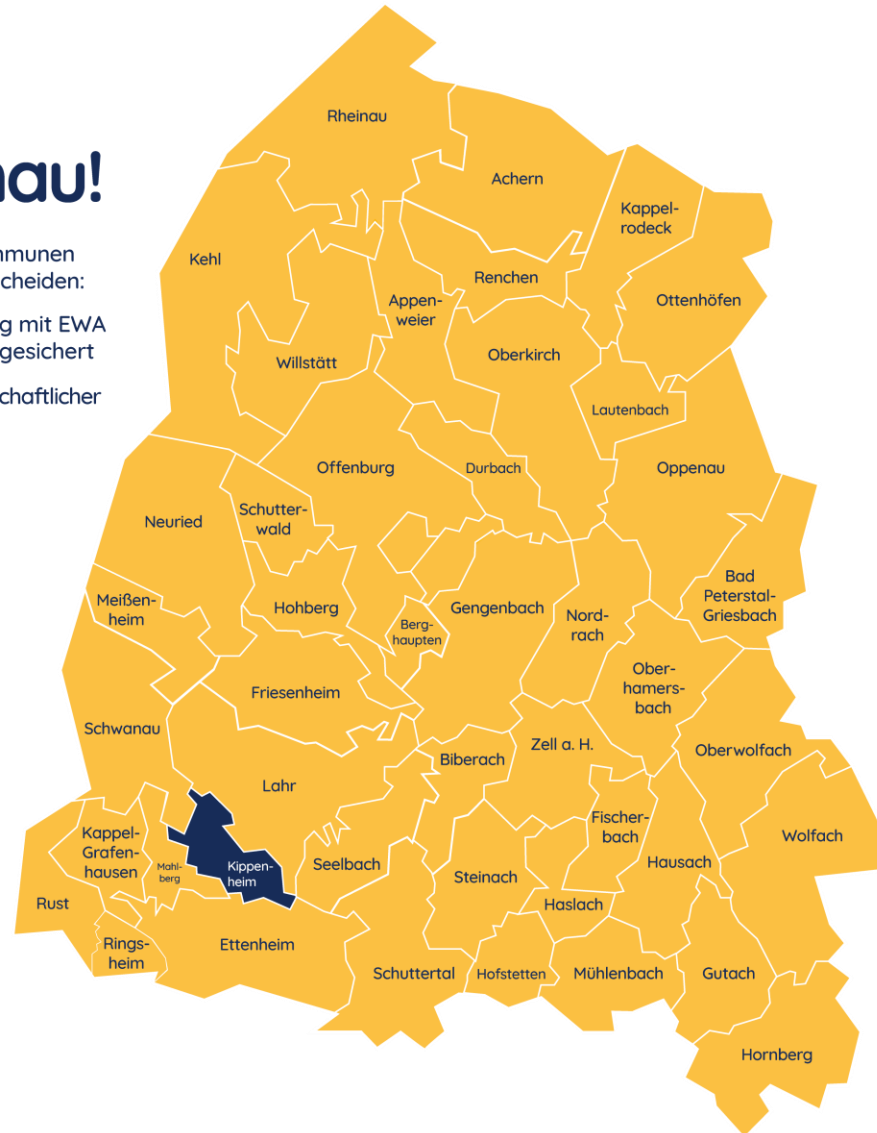 nau!
mmunen
cheiden:
g mit EWA
gesichert
chaftlicher
Rheinau
Achern
Kappel-
rodeck
Kehl
Renchen
Appen-
weier
Ottenhöfen
Willstätt
Oberkirch
Lautenbach
Offenburg
Durbach
Oppenau
Neuried
Schutter-
wald
Bad
Peterstal-
Griesbach
Meißen-
heim
Hohberg
Berg-
haupten
Gengenbach
Nord-
rach
Friesenheim
Ober-
hamers-
bach
Schwanau
Biberach
Zell a. H.
Oberwolfach
Lahr
Kappel-
Grafen-
hausen
Mahl-
berg
Kippen-
heim
Seelbach
Fischer-
bach
Wolfach
Steinach
Hausach
Rust
Haslach
Rings-
heim
Ettenheim
Schuttertal
Hofstetten
Mühlenbach
Gutach
Hornberg